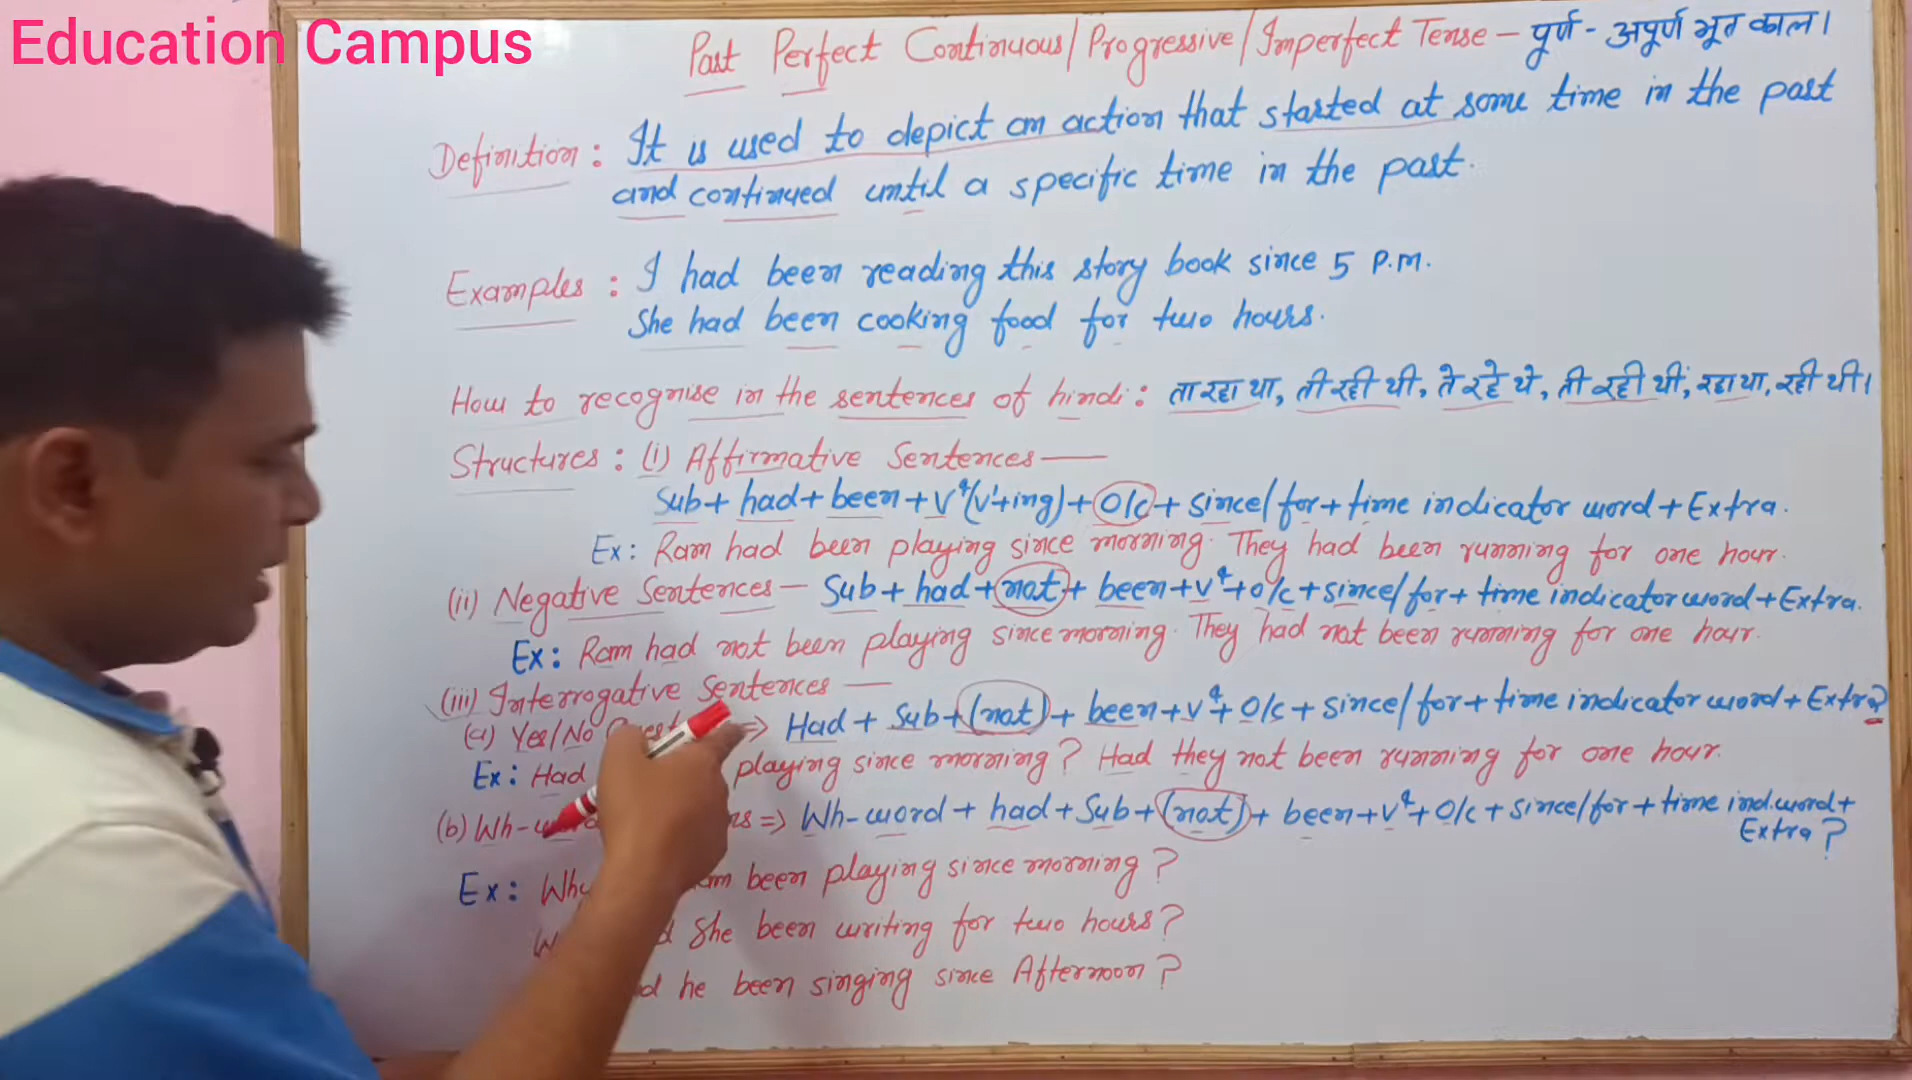 Education Campus
Past Perfect Continuous/Progressive/Imperfect Tense – पूर्ण - अपूर्ण भूत काल।
Definition: It is used to depict an action that started at some time in the past
and continued until a specific time in the past.
Examples: I had been reading this story book since 5 P.M.
She had been cooking food for two hours.
How to recognise in the sentences of hindi: ता रहा था, ती रही थी, ते रहे थे, ती रही थीं, रहा था, रही थी।
Structures: (i) Affirmative Sentences —
Sub + had + been + V⁴(V¹+ing) + O/c + since/for + time indicator word + Extra.
Ex: Ram had been playing since morning. They had been running for one hour.
(ii) Negative Sentences – Sub + had + not + been + V⁴ + o/c + since/for + time indicator word + Extra.
Ex: Ram had not been playing since morning. They had not been running for one hour.
(iii) Interrogative Sentences —
(a) Yes/No ⇒ Had + Sub + (not) + been + V⁴ + O/c + since/for + time indicator word + Extra?
Ex: Had playing since morning? Had they not been running for one hour.
(b) Wh- ⇒ Wh-word + had + Sub + (not) + been + V⁴ + O/c + since/for + time ind. word +
Extra?
Ex: Why been playing since morning?
She been writing for two hours?
he been singing since Afternoon?